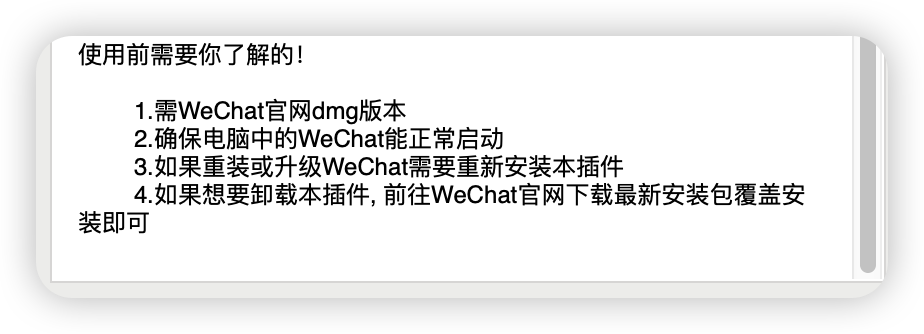 使用前需要你了解的！
1.需WeChat官网dmg版本
2.确保电脑中的WeChat能正常启动
3.如果重装或升级WeChat需要重新安装本插件
4.如果想要卸载本插件, 前往WeChat官网下载最新安装包覆盖安
装即可